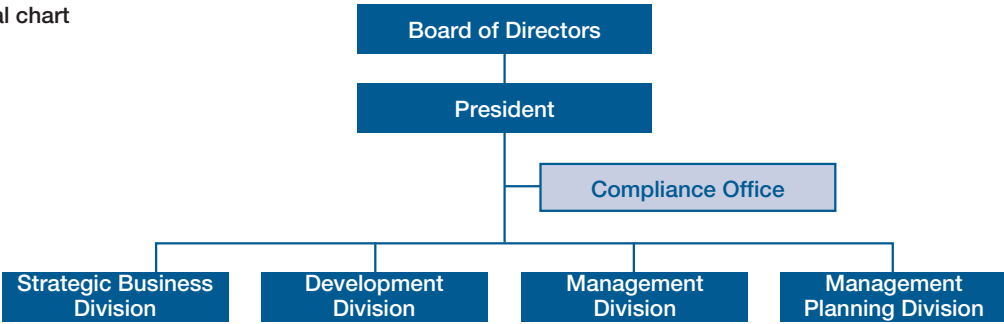 al chart
Board of Directors
President
Compliance Office
Strategic Business
Division
Development
Division
Management
Division
Management
Planning Division